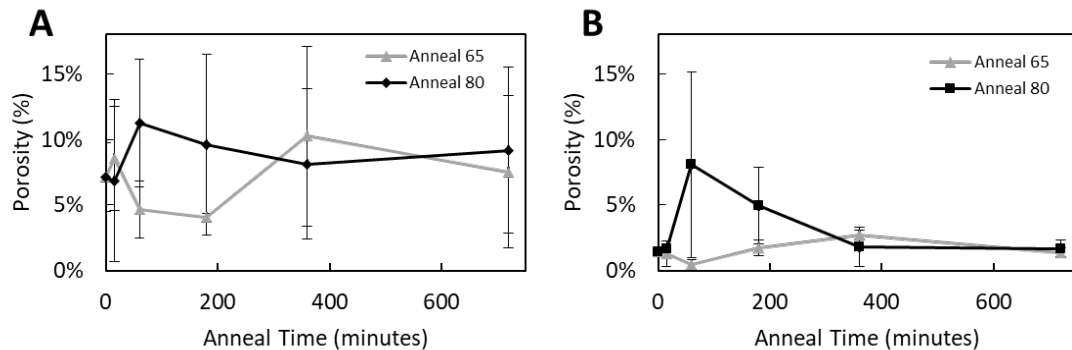 A
Porosity (%)
15%
10%
5%
0%
0
200
400
600
Anneal Time (minutes)
Anneal 65
Anneal 80
B
Porosity (%)
15%
10%
5%
0%
0
200
400
600
Anneal Time (minutes)
Anneal 65
Anneal 80